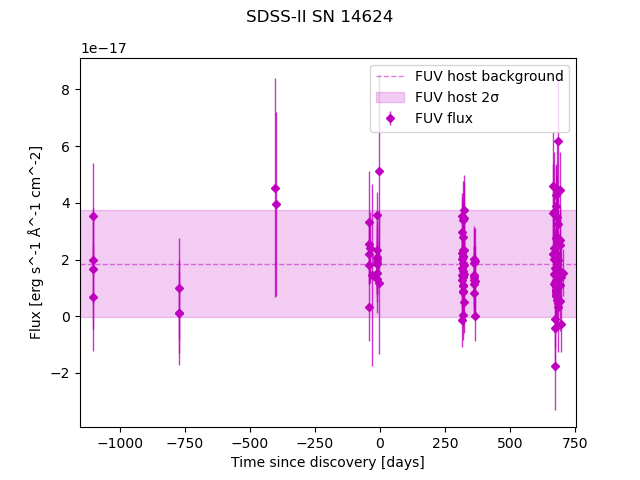 SDSS-II SN 14624
1e−17
FUV host background
FUV host 2σ
FUV flux
8
6
4
2
0
−2
Flux [erg s^-1 Å^-1 cm^-2]
−1000 −750 −500 −250 0 250 500 750
Time since discovery [days]